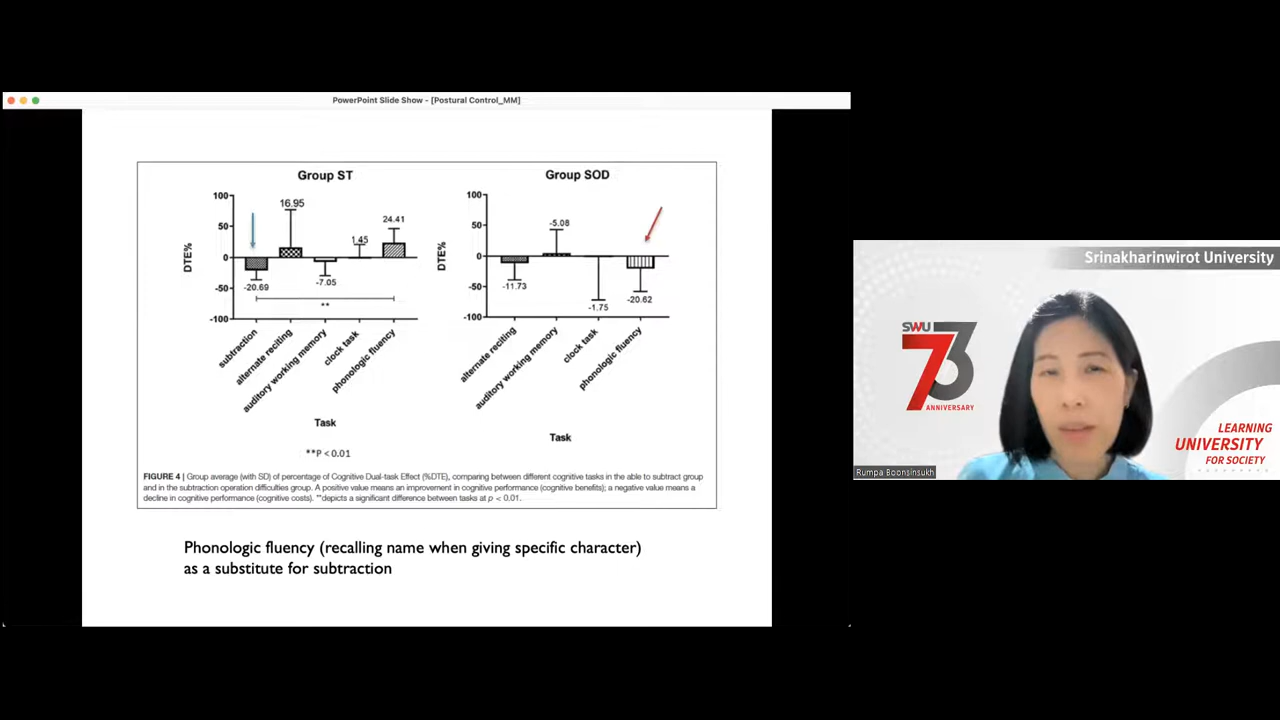 PowerPoint Slide Show - [Postural Control_MM]
Group ST
Group SOD
100
50
0
-50
-100
DTE%
-20.69
16.95
-7.05
1.45
24.41
**
subtraction
alternate reciting
auditory working memory
clock task
phonologic fluency
Task
**P < 0.01
100
50
0
-50
-100
DTE%
-11.73
-5.08
-1.75
-20.62
alternate reciting
auditory working memory
clock task
phonologic fluency
Task
FIGURE 4 | Group average (with SD) of percentage of Cognitive Dual-task Effect (%DTE), comparing between different cognitive tasks in the able to subtract group
and in the subtraction operation difficulties group. A positive value means an improvement in cognitive performance (cognitive benefits); a negative value means a
decline in cognitive performance (cognitive costs). **depicts a significant difference between tasks at p < 0.01.
Phonologic fluency (recalling name when giving specific character)
as a substitute for subtraction
Srinakharinwirot University
SWU
73
ANNIVERSARY
LEARNING
UNIVERSITY
FOR SOCIETY
Rumpa Boonsinsukh